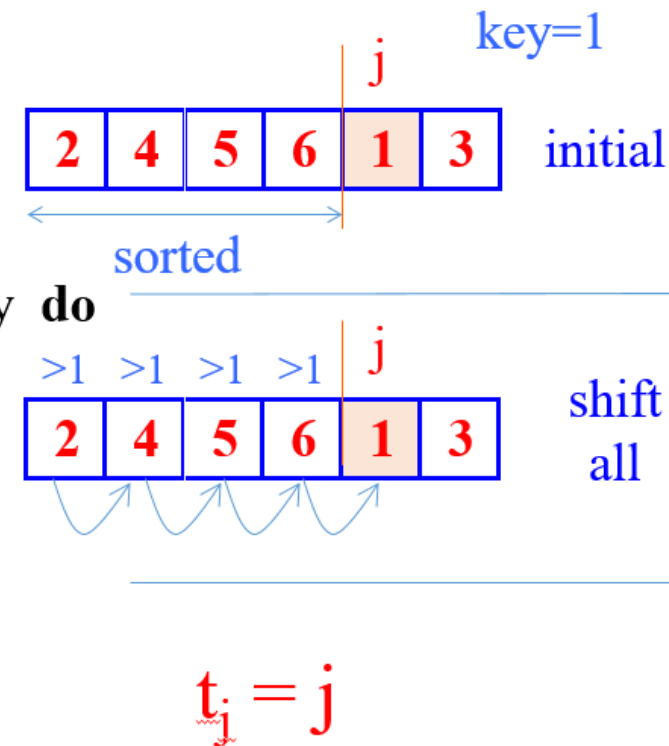 key=1
j
2 4 5 6 1 3 initial
sorted
y do
j
>1 >1 >1 >1
2 4 5 6 1 3
shift
all
tj = j